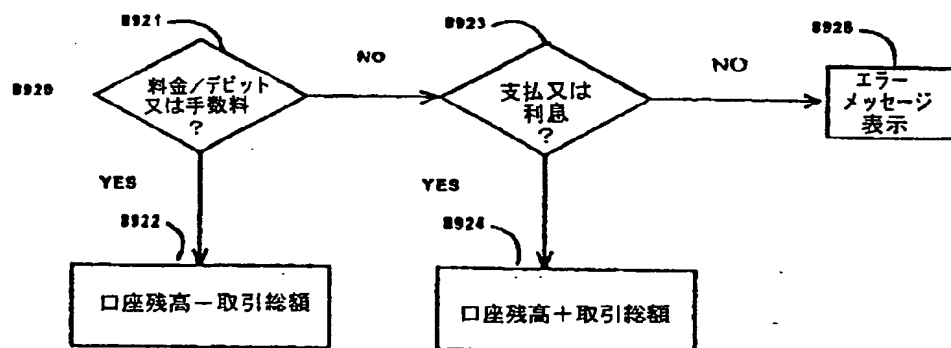 8921
8923
8925
8920
料金/デビット
又は手数料
?
NO
支払又は
利息
?
NO
エラー
メッセージ
表示
YES
8922
口座残高－取引総額
YES
8924
口座残高＋取引総額